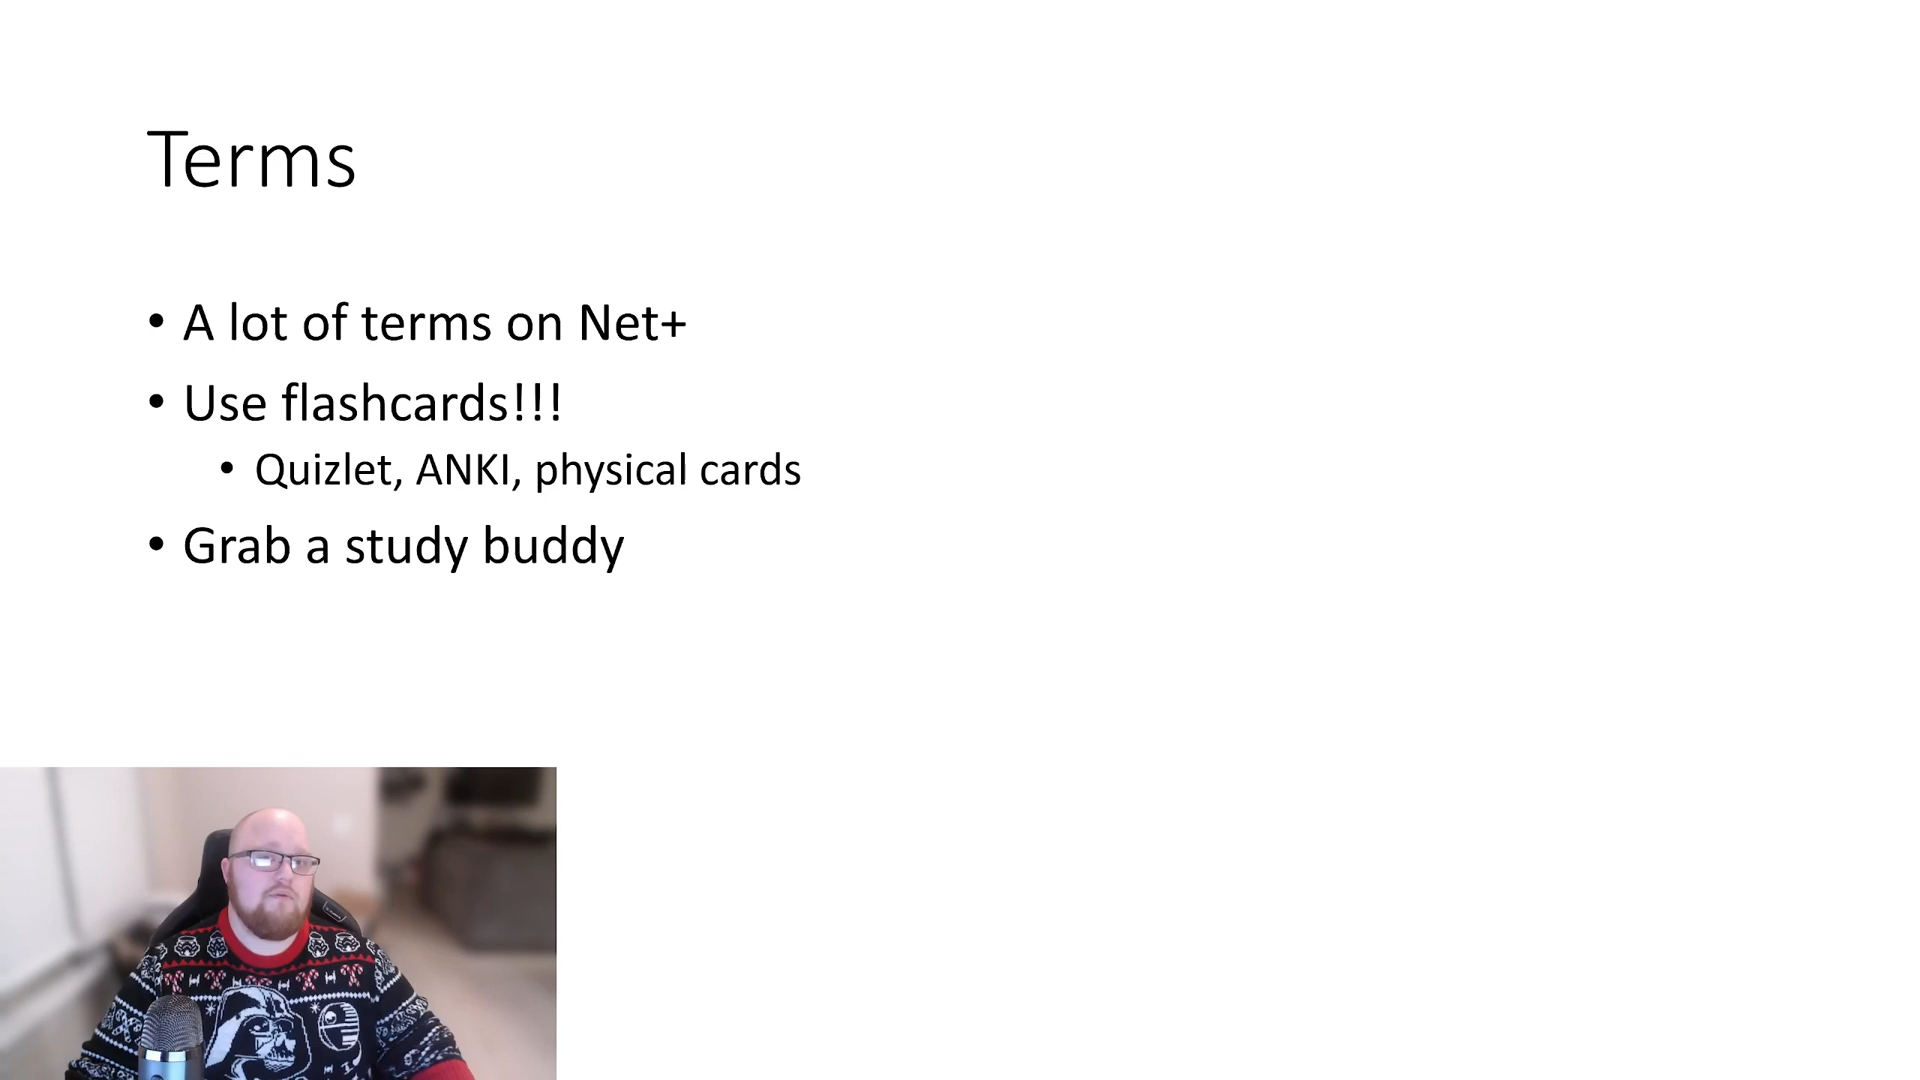 Terms
• A lot of terms on Net+
• Use flashcards!!!
• Quizlet, ANKI, physical cards
• Grab a study buddy